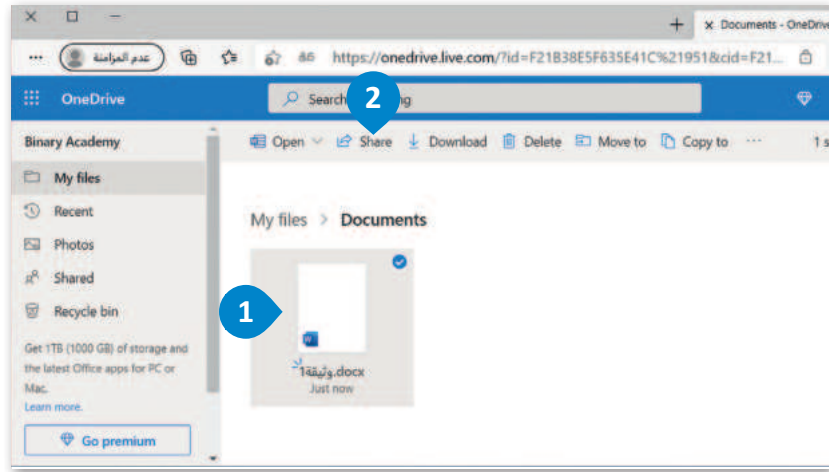 Documents - OneDrive
عدم المزامنة
https://onedrive.live.com/?id=F21B38E5F635E41C%21951&cid=F21...
OneDrive
2
Binary Academy
Open Share Download Delete Move to Copy to ... 1 s
My files
Recent
Photos
Shared
Recycle bin
Get 1TB (1000 GB) of storage and
the latest Office apps for PC or
Mac.
Learn more.
Go premium
My files > Documents
1
وثيقة1.docx
Just now